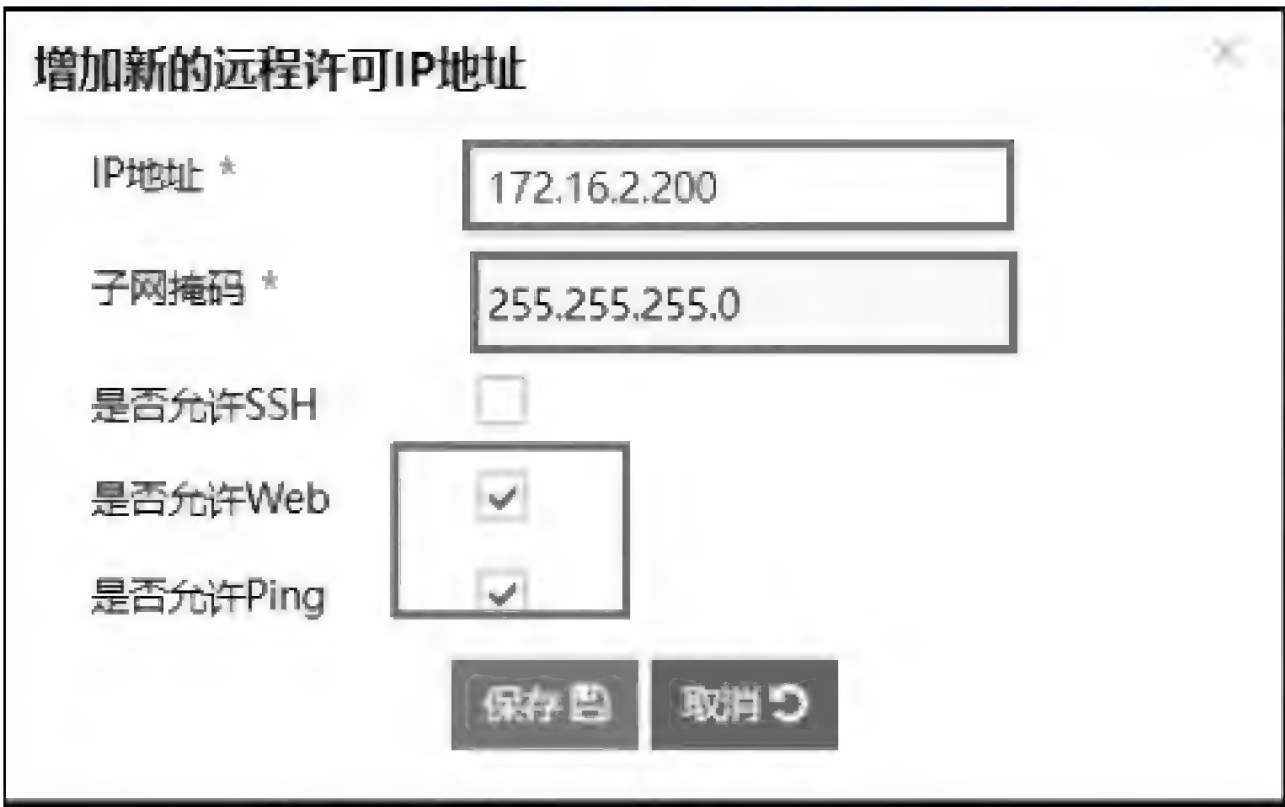 增加新的远程许可IP地址
IP地址 * 172.16.2.200
子网掩码 * 255.255.255.0
是否允许SSH
是否允许Web
是否允许Ping
保存 取消